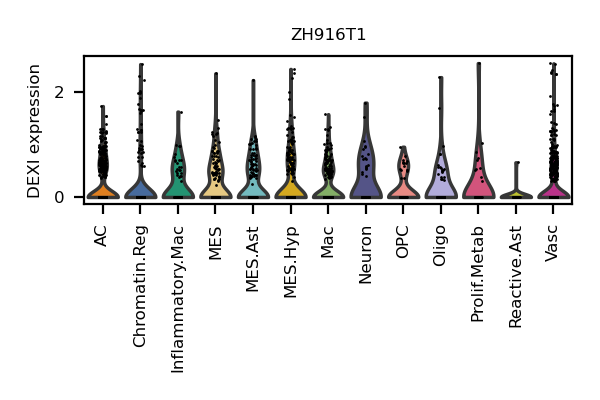 ZH916T1
DEXI expression
2
0
AC
Chromatin.Reg
Inflammatory.Mac
MES
MES.Ast
MES.Hyp
Mac
Neuron
OPC
Oligo
Prolif.Metab
Reactive.Ast
Vasc